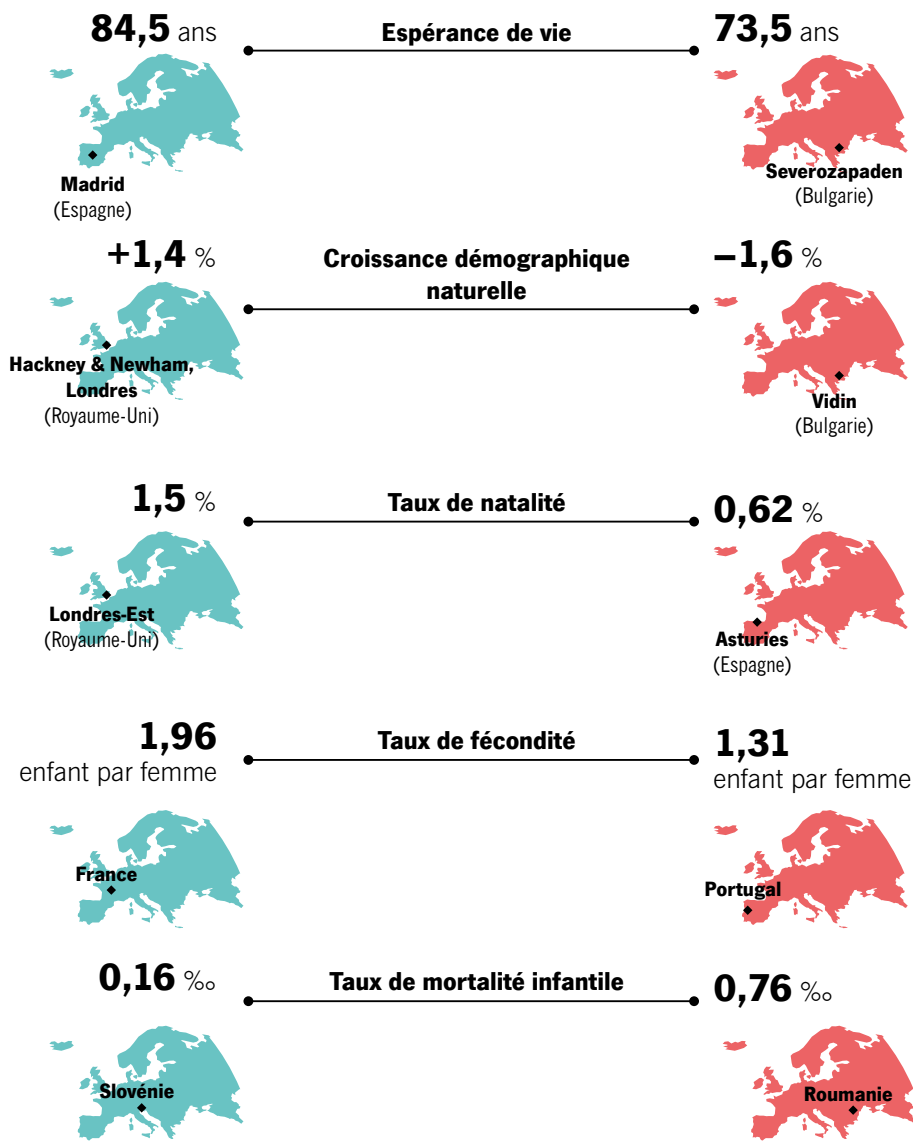 84,5 ans
Espérance de vie
73,5 ans
Madrid
(Espagne)
Severozapaden
(Bulgarie)
+1,4 %
Croissance démographique
naturelle
–1,6 %
Hackney & Newham,
Londres
(Royaume-Uni)
Vidin
(Bulgarie)
1,5 %
Taux de natalité
0,62 %
Londres-Est
(Royaume-Uni)
Asturies
(Espagne)
1,96
enfant par femme
Taux de fécondité
1,31
enfant par femme
France
Portugal
0,16 ‰
Taux de mortalité infantile
0,76 ‰
Slovénie
Roumanie